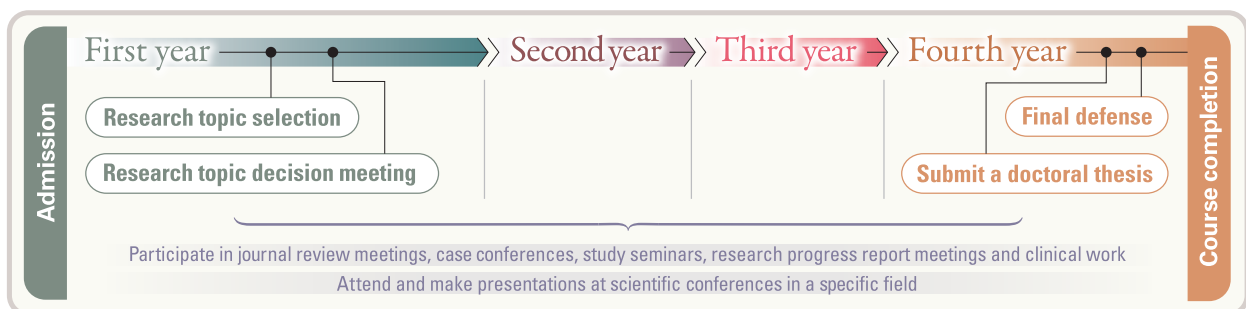 Admission
First year
Second year
Third year
Fourth year
Research topic selection
Research topic decision meeting
Final defense
Submit a doctoral thesis
Participate in journal review meetings, case conferences, study seminars, research progress report meetings and clinical work
Attend and make presentations at scientific conferences in a specific field
Course completion